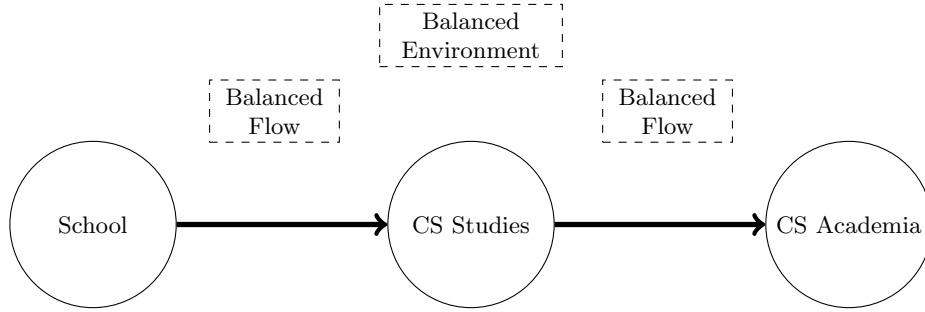 Balanced
Environment
Balanced
Flow
Balanced
Flow
School
CS Studies
CS Academia